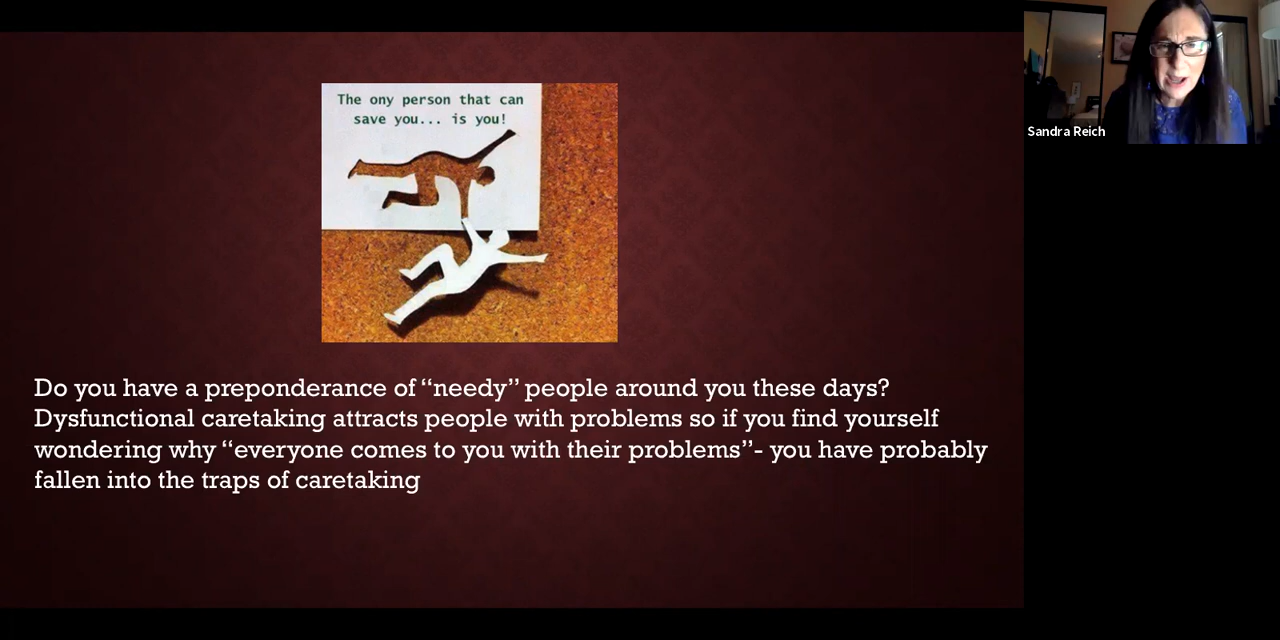 The ony person that can
save you... is you!
Sandra Reich
Do you have a preponderance of “needy” people around you these days?
Dysfunctional caretaking attracts people with problems so if you find yourself
wondering why “everyone comes to you with their problems”- you have probably
fallen into the traps of caretaking